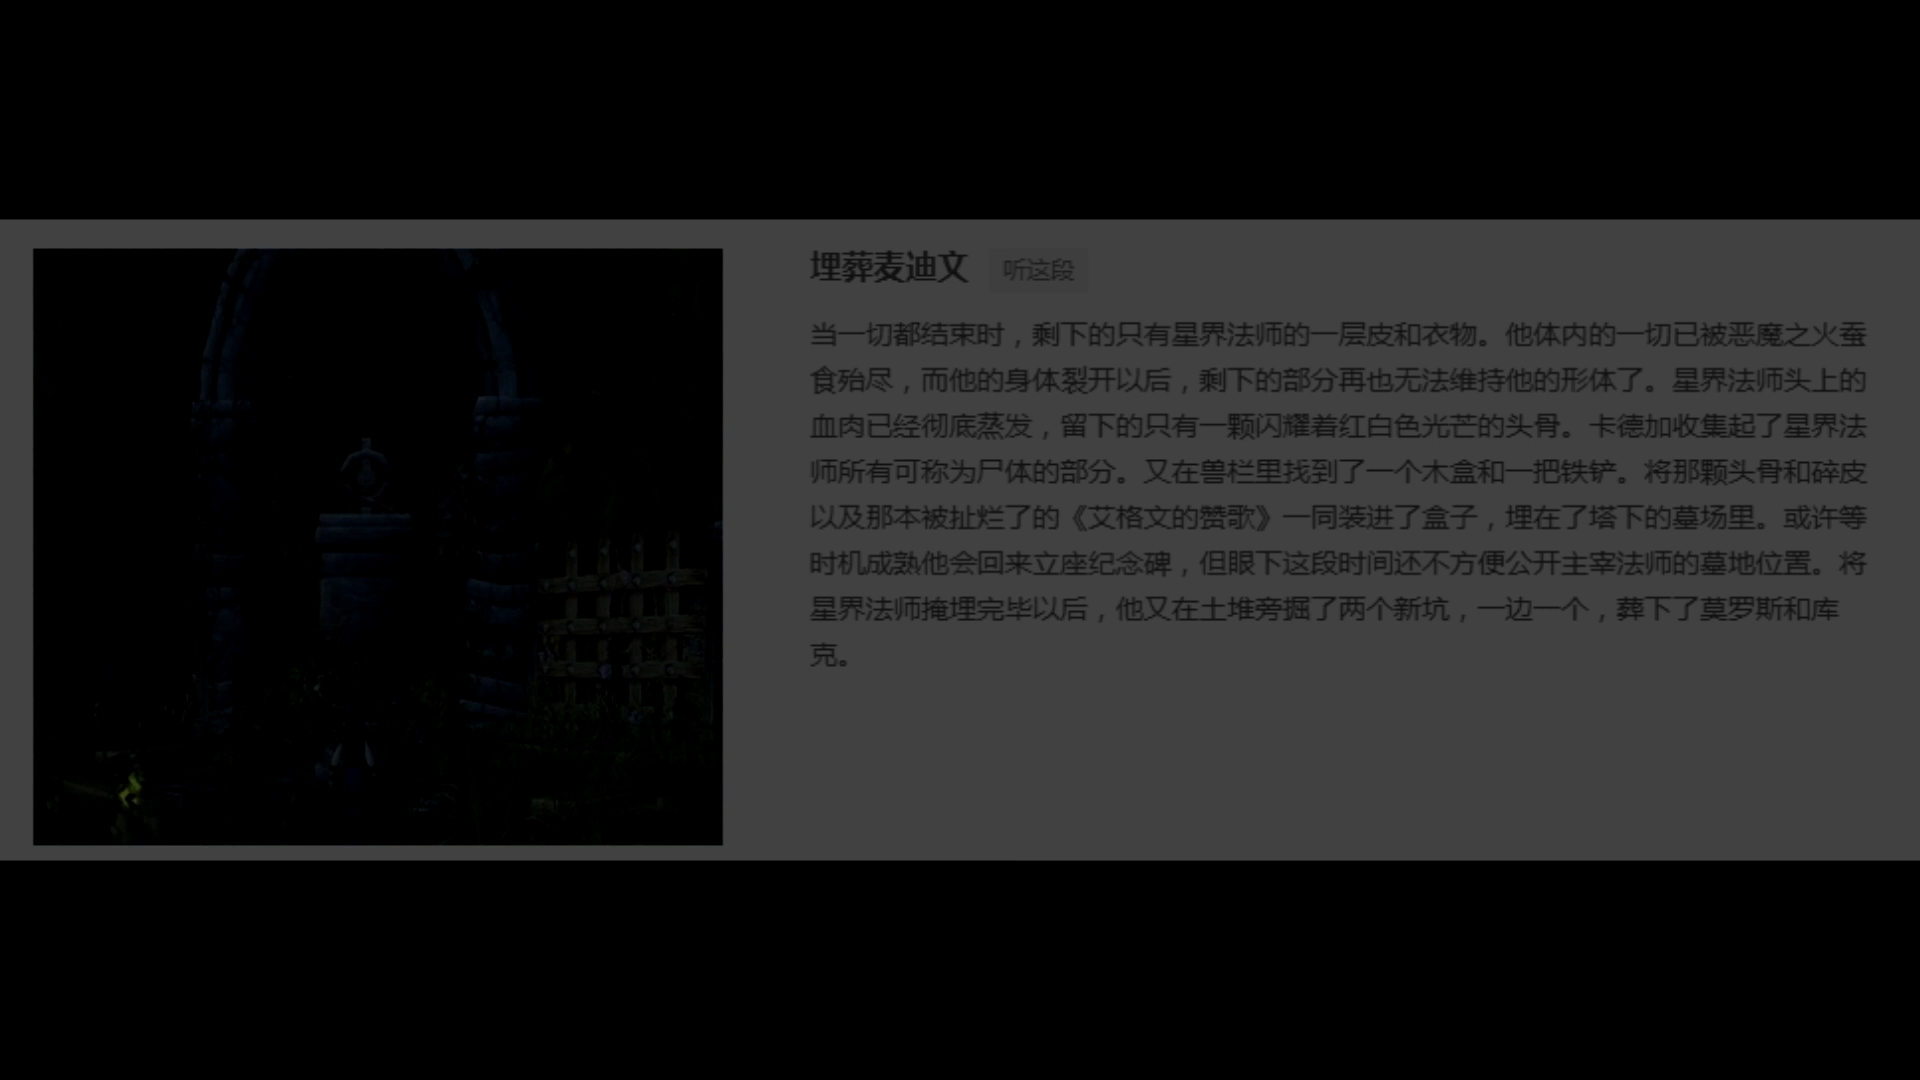 埋葬麦迪文 听这段
当一切都结束时，剩下的只有星界法师的一层皮和衣物。他体内的一切已被恶魔之火蚕
食殆尽，而他的身体裂开以后，剩下的部分再也无法维持他的形体了。星界法师头上的
血肉已经彻底蒸发，留下的只有一颗闪耀着红白色光芒的头骨。卡德加收集起了星界法
师所有可称为尸体的部分。又在兽栏里找到了一个木盒和一把铁铲。将那颗头骨和碎皮
以及那本被扯烂了的《艾格文的赞歌》一同装进了盒子，埋在了塔下的墓场里。或许等
时机成熟他会回来立座纪念碑，但眼下这段时间还不方便公开主宰法师的墓地位置。将
星界法师掩埋完毕以后，他又在土堆旁掘了两个新坑，一边一个，葬下了莫罗斯和库
克。